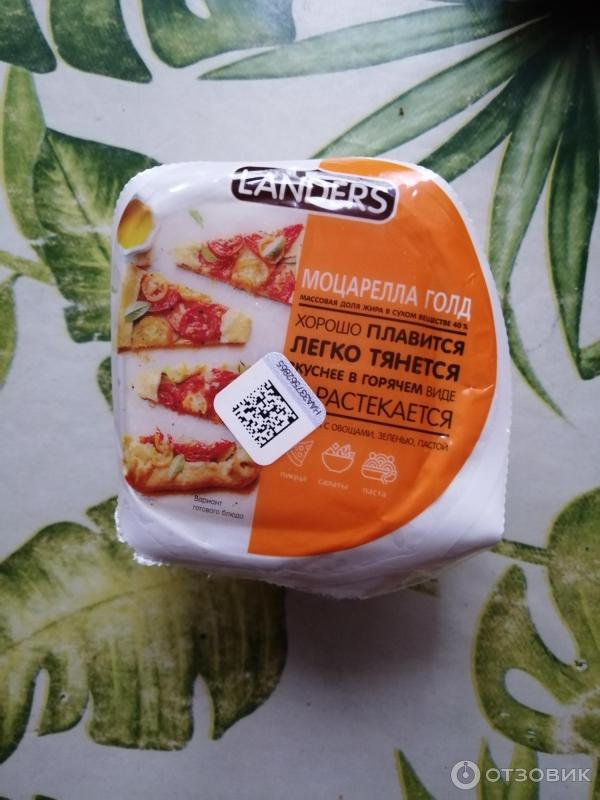 LANDERS
МОЦАРЕЛЛА ГОЛД
МАССОВАЯ ДОЛЯ ЖИРА В СУХОМ ВЕЩЕСТВЕ 40%
ХОРОШО ПЛАВИТСЯ
ЛЕГКО ТЯНЕТСЯ
ВКУСНЕЕ В ГОРЯЧЕМ ВИДЕ
РАСТЕКАЕТСЯ
С ОВОЩАМИ, ЗЕЛЕНЬЮ, ПАСТОЙ
пицца
салаты
паста
Вариант
готового блюда
ОТЗОВИК